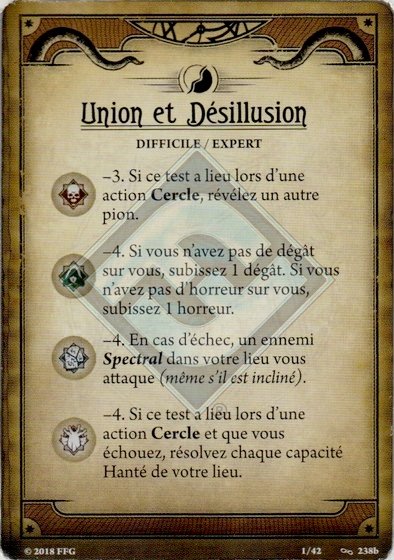 Union et Désillusion
DIFFICILE / EXPERT
–3. Si ce test a lieu lors d'une
action Cercle, révélez un autre
pion.
–4. Si vous n'avez pas de dégât
sur vous, subissez 1 dégât. Si vous
n'avez pas d'horreur sur vous,
subissez 1 horreur.
–4. En cas d'échec, un ennemi
Spectral dans votre lieu vous
attaque (même s'il est incliné).
–4. Si ce test a lieu lors d'une
action Cercle et que vous
échouez, résolvez chaque capacité
Hanté de votre lieu.
© 2018 FFG 1/42 238b